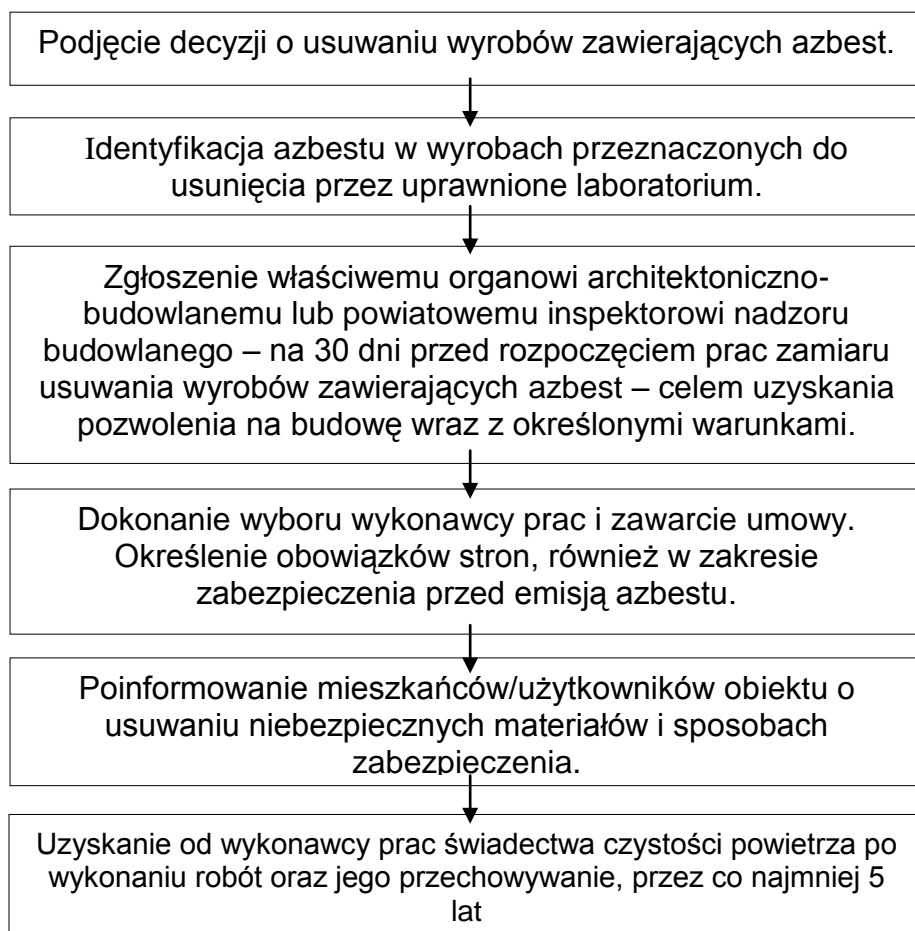 Podjęcie decyzji o usuwaniu wyrobów zawierających azbest.
Identyfikacja azbestu w wyrobach przeznaczonych do
usunięcia przez uprawnione laboratorium.
Zgłoszenie właściwemu organowi architektoniczno-
budowlanemu lub powiatowemu inspektorowi nadzoru
budowlanego – na 30 dni przed rozpoczęciem prac zamiaru
usuwania wyrobów zawierających azbest – celem uzyskania
pozwolenia na budowę wraz z określonymi warunkami.
Dokonanie wyboru wykonawcy prac i zawarcie umowy.
Określenie obowiązków stron, również w zakresie
zabezpieczenia przed emisją azbestu.
Poinformowanie mieszkańców/użytkowników obiektu o
usuwaniu niebezpiecznych materiałów i sposobach
zabezpieczenia.
Uzyskanie od wykonawcy prac świadectwa czystości powietrza po
wykonaniu robót oraz jego przechowywanie, przez co najmniej 5
lat